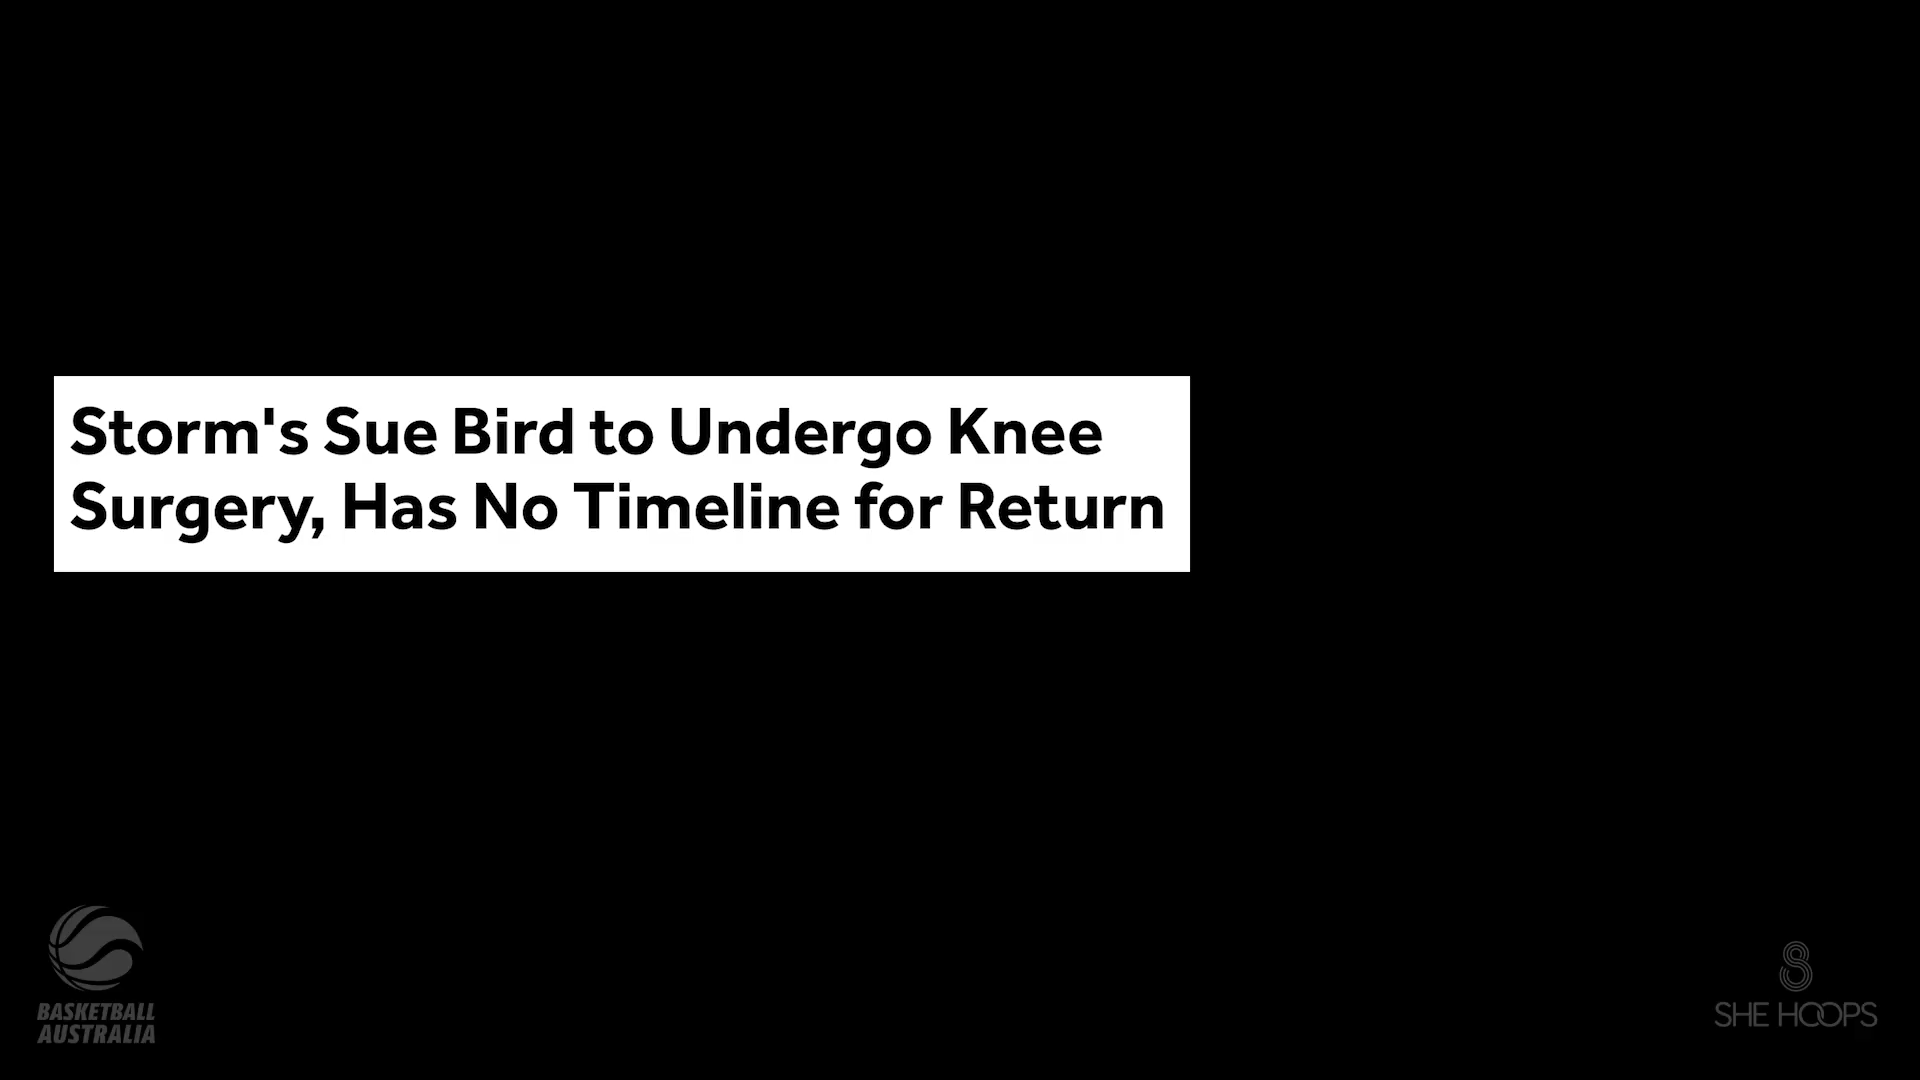 Storm's Sue Bird to Undergo Knee
Surgery, Has No Timeline for Return
BASKETBALL
AUSTRALIA
SHE HOOPS